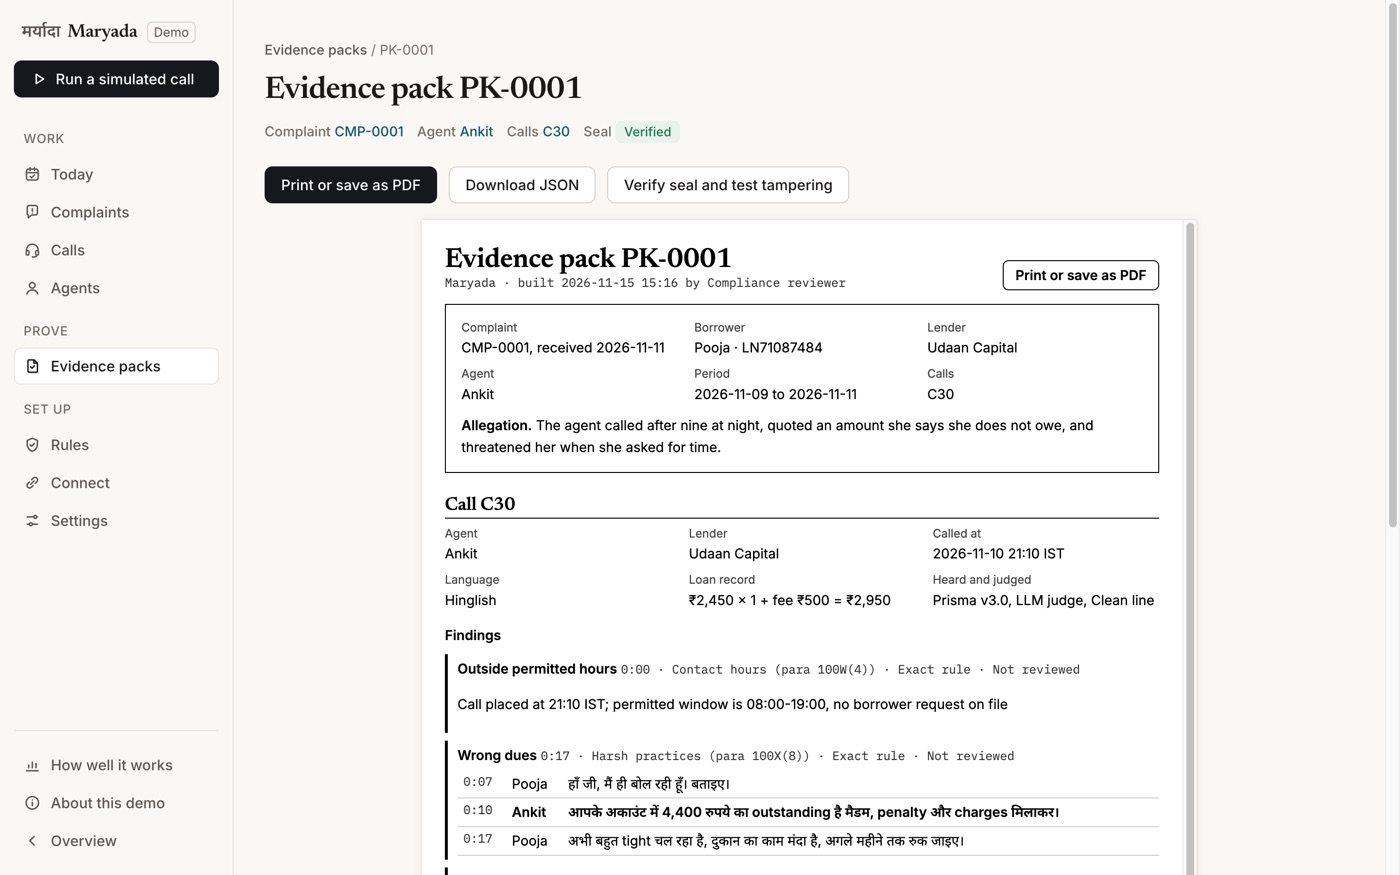 मर्यादा Maryada Demo
Run a simulated call
WORK
Today
Complaints
Calls
Agents
PROVE
Evidence packs
SET UP
Rules
Connect
Settings
How well it works
About this demo
Overview
Evidence packs / PK-0001
Evidence pack PK-0001
Complaint CMP-0001 Agent Ankit Calls C30 Seal Verified
Print or save as PDF Download JSON Verify seal and test tampering
Evidence pack PK-0001
Maryada · built 2026-11-15 15:16 by Compliance reviewer
Print or save as PDF
Complaint Borrower Lender
CMP-0001, received 2026-11-11 Pooja · LN71087484 Udaan Capital
Agent Period Calls
Ankit 2026-11-09 to 2026-11-11 C30
Allegation. The agent called after nine at night, quoted an amount she says she does not owe, and
threatened her when she asked for time.
Call C30
Agent Lender Called at
Ankit Udaan Capital 2026-11-10 21:10 IST
Language Loan record Heard and judged
Hinglish ₹2,450 × 1 + fee ₹500 = ₹2,950 Prisma v3.0, LLM judge, Clean line
Findings
Outside permitted hours 0:00 · Contact hours (para 100W(4)) · Exact rule · Not reviewed
Call placed at 21:10 IST; permitted window is 08:00-19:00, no borrower request on file
Wrong dues 0:17 · Harsh practices (para 100X(8)) · Exact rule · Not reviewed
0:07 Pooja हाँ जी, मैं ही बोल रही हूँ। बताइए।
0:10 Ankit आपके अकाउंट में 4,400 रुपये का outstanding है मैडम, penalty और charges मिलाकर।
0:17 Pooja अभी बहुत tight चल रहा है, दुकान का काम मंदा है, अगले महीने तक रुक जाइए।